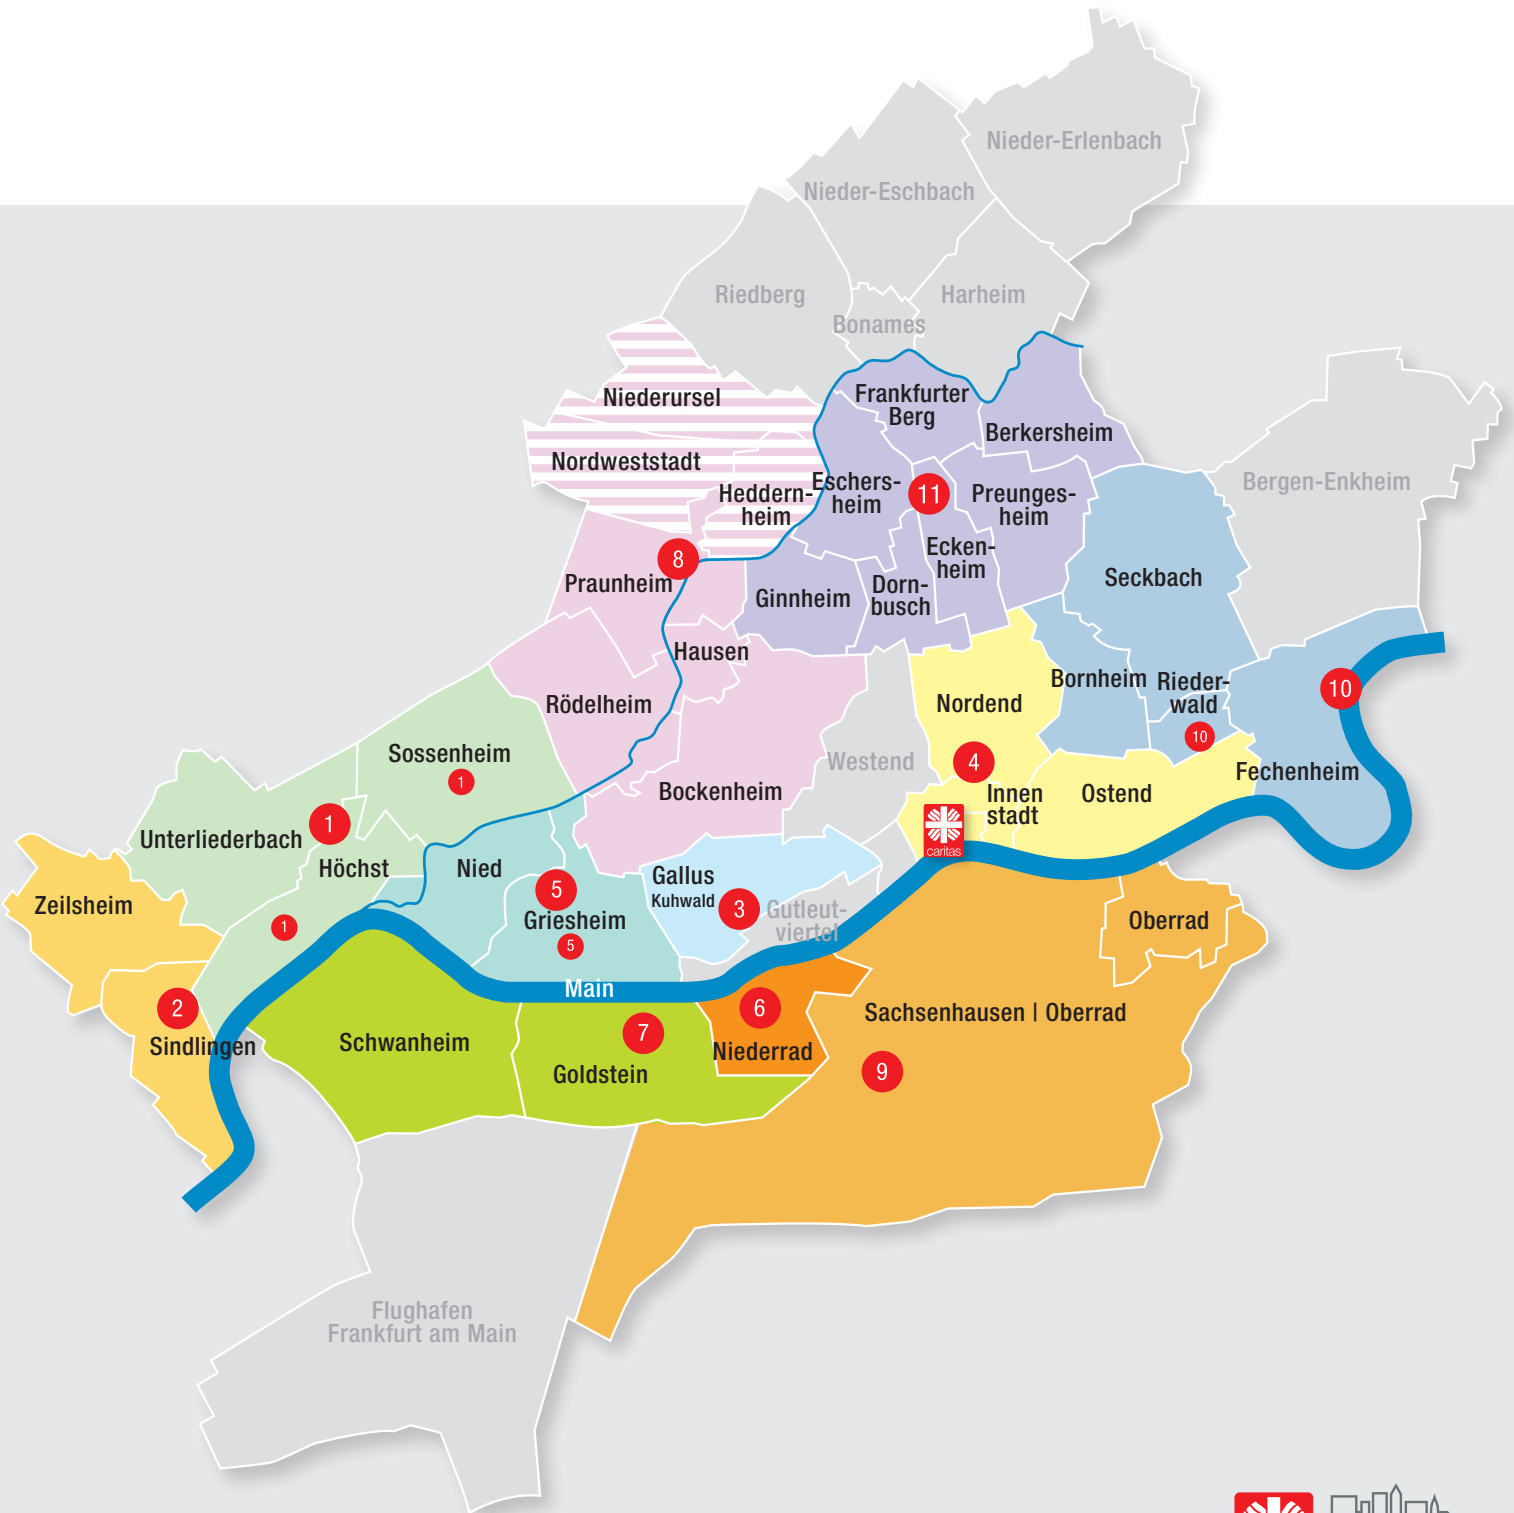 Nieder-Erlenbach
Nieder-Eschbach
Riedberg
Harheim
Bonames
Niederursel
Frankfurter
Berg
Berkersheim
Nordweststadt
Bergen-Enkheim
Heddern-
heim
Eschers-
heim
11
Preunges-
heim
8
Praunheim
Ecken-
heim
Seckbach
Ginnheim
Dorn-
busch
Hausen
Rödelheim
Nordend
Bornheim
Rieder-
wald
10
10
Sossenheim
1
Westend
4
Fechenheim
Bockenheim
Innen
stadt
Ostend
Unterliederbach
1
caritas
Höchst
Nied
Gallus
Kuhwald
3
5
Griesheim
5
Zeilsheim
1
Gutleut-
viertel
Oberrad
Main
2
Sindlingen
Schwanheim
7
Goldstein
6
Niederrad
Sachsenhausen | Oberrad
9
Flughafen
Frankfurt am Main